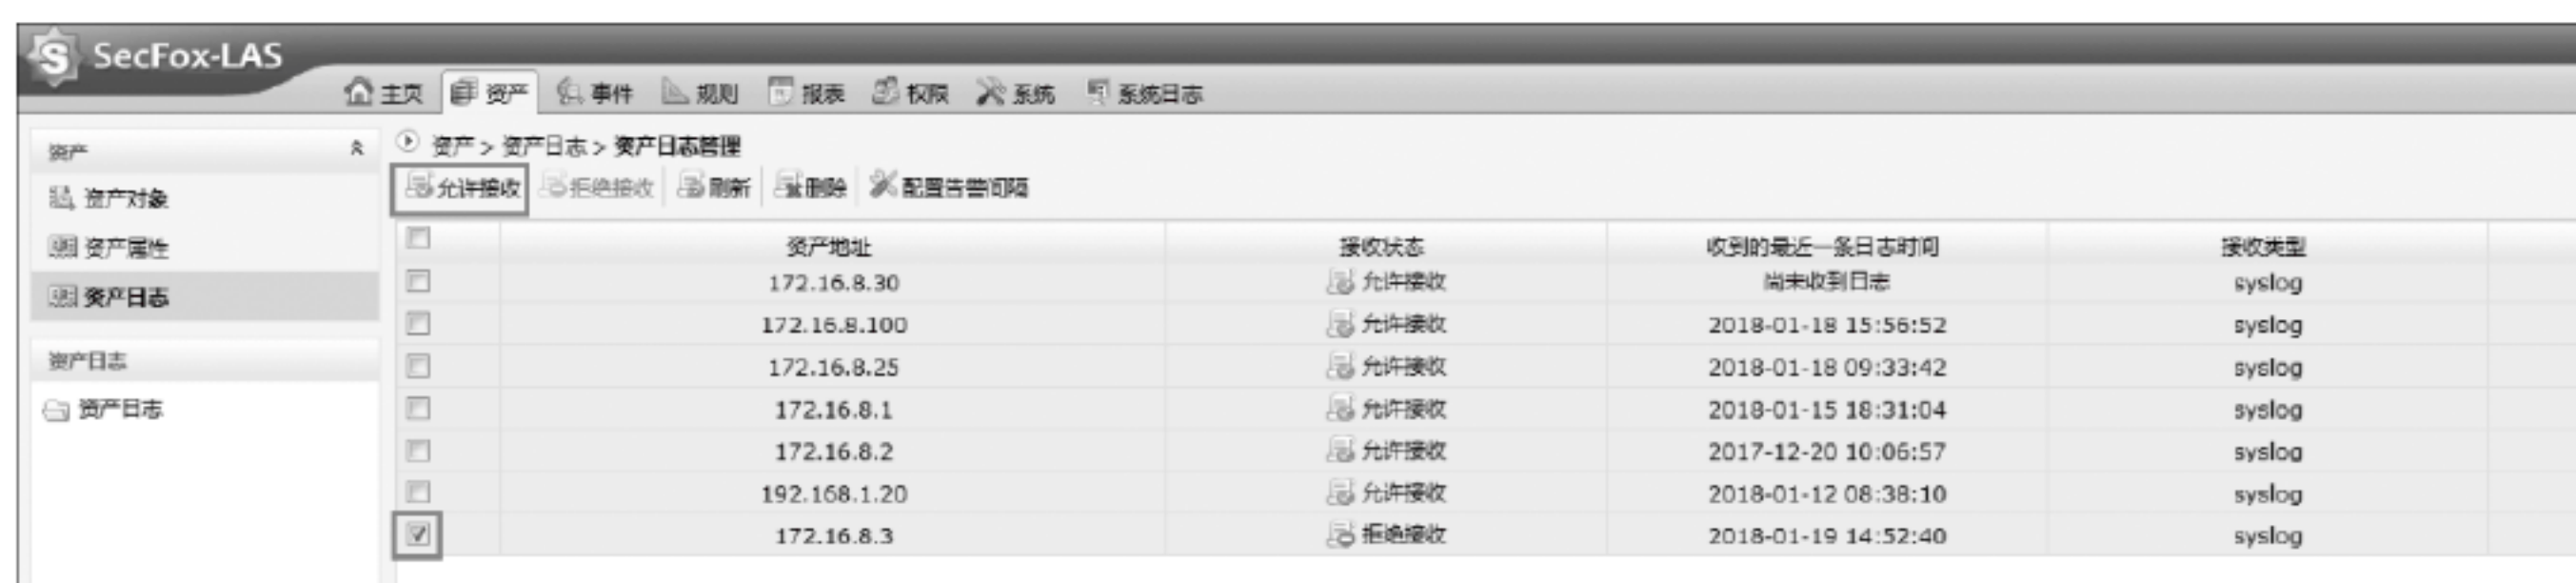 SecFox-LAS
主页 资产 事件 规则 报表 权限 系统 系统日志
资产
资产 > 资产日志 > 资产日志管理
允许接收 拒绝接收 刷新 删除 配置告警间隔
资产对象
资产属性
资产日志
资产日志
资产日志
资产地址 接收状态 收到的最近一条日志时间 接收类型
172.16.8.30 允许接收 尚未收到日志 syslog
172.16.8.100 允许接收 2018-01-18 15:56:52 syslog
172.16.8.25 允许接收 2018-01-18 09:33:42 syslog
172.16.8.1 允许接收 2018-01-15 18:31:04 syslog
172.16.8.2 允许接收 2017-12-20 10:06:57 syslog
192.168.1.20 允许接收 2018-01-12 08:38:10 syslog
172.16.8.3 拒绝接收 2018-01-19 14:52:40 syslog